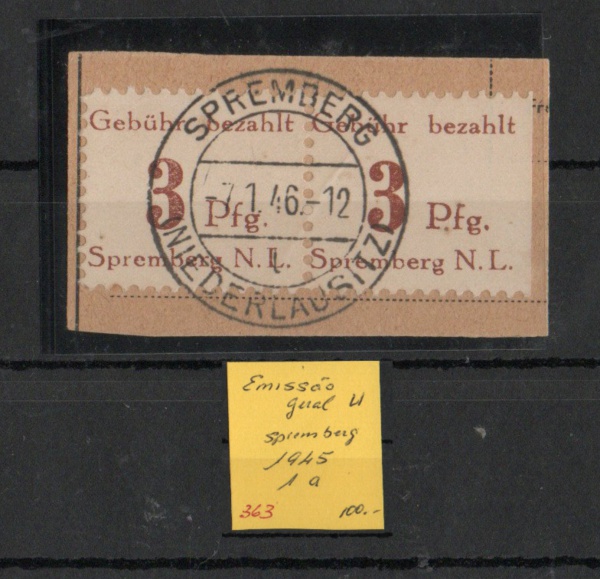 SPREMBERG
Gebühr bezahlt Gebühr bezahlt
3 Pfg. 3 Pfg.
-7.1.46.-12
Spremberg N.L. Spremberg N.L.
(NIEDERLAUSITZ)
Emissão
geral
Spremberg
1945
1 a
363 100.-